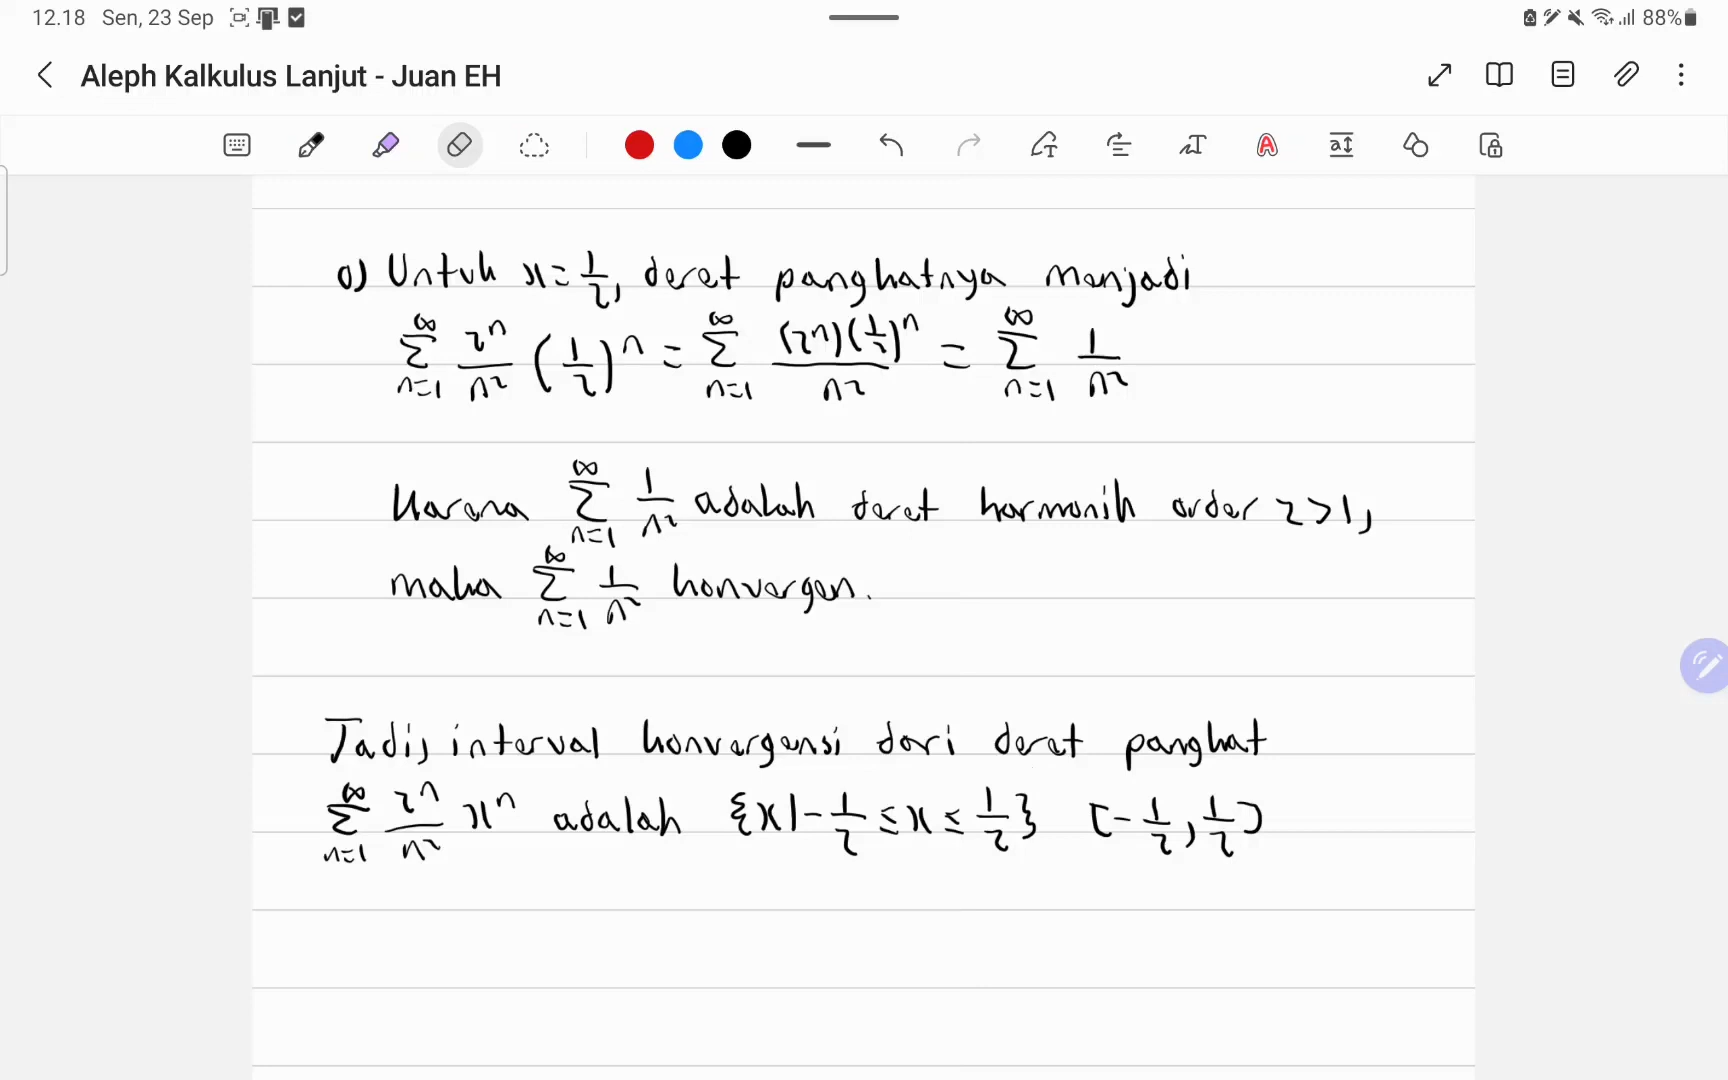 12.18 Sen, 23 Sep 88%
Aleph Kalkulus Lanjut - Juan EH
o) Untuk x = 1/2, deret pangkatnya menjadi
∑_{n=1}^{∞} 2^n/n^2 (1/2)^n = ∑_{n=1}^{∞} (2^n)(1/2)^n/n^2 = ∑_{n=1}^{∞} 1/n^2
Karena ∑_{n=1}^{∞} 1/n^2 adalah deret harmonik order 2>1,
maka ∑_{n=1}^{∞} 1/n^2 konvergen.
Jadi, interval konvergensi dari deret pangkat
∑_{n=1}^{∞} 2^n/n^2 x^n adalah {x|-1/2 ≤ x ≤ 1/2} [-1/2, 1/2]